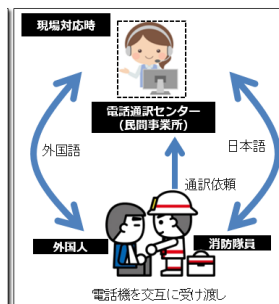 現場対応時
電話通訳センター
(民間事業所)
外国語
日本語
通訳依頼
外国人
消防隊員
電話機を交互に受け渡し